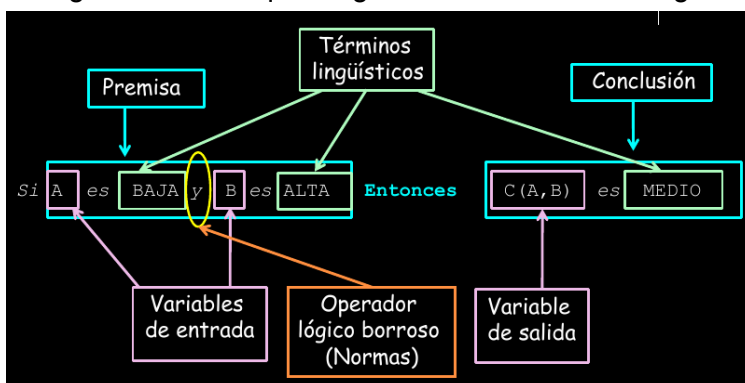 Términos
lingüísticos
Premisa
Conclusión
Si A es BAJA y B es ALTA Entonces C(A,B) es MEDIO
Variables
de entrada
Operador
lógico borroso
(Normas)
Variable
de salida